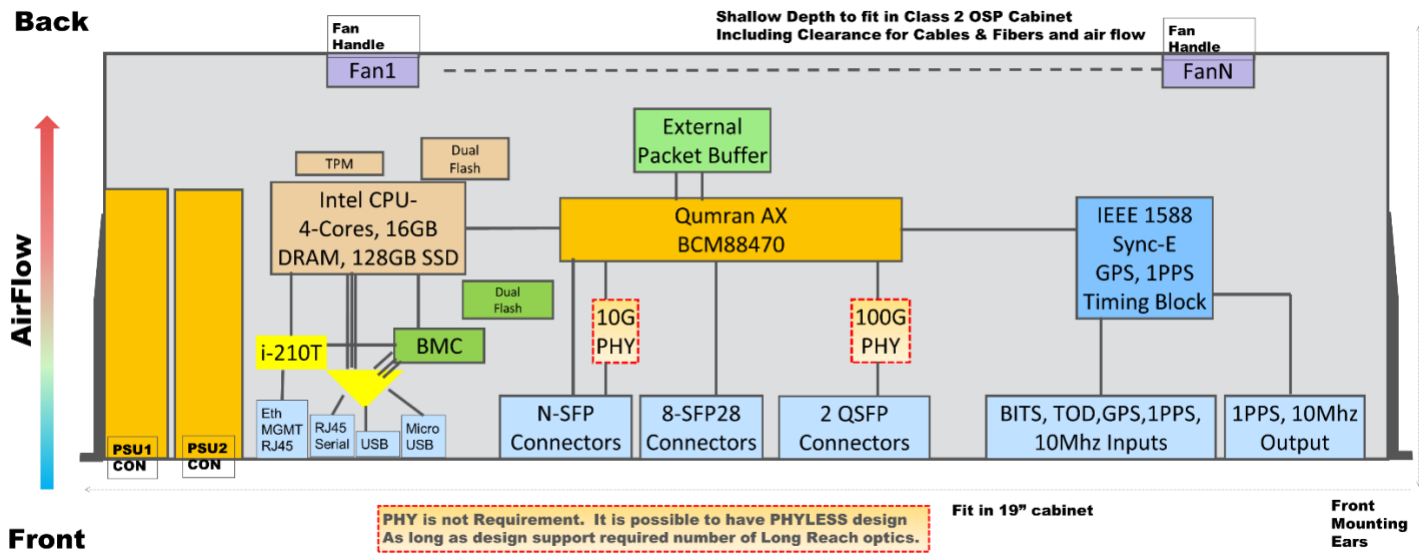 Back
Shallow Depth to fit in Class 2 OSP Cabinet
Including Clearance for Cables & Fibers and air flow
Fan
Handle
Fan1
Fan
Handle
FanN
AirFlow
External
Packet Buffer
TPM
Dual
Flash
Intel CPU-
4-Cores, 16GB
DRAM, 128GB SSD
Qumran AX
BCM88470
IEEE 1588
Sync-E
GPS, 1PPS
Timing Block
Dual
Flash
10G
PHY
100G
PHY
i-210T
BMC
Eth
MGMT
RJ45
RJ45
Serial
USB
Micro
USB
N-SFP
Connectors
8-SFP28
Connectors
2 QSFP
Connectors
BITS, TOD,GPS,1PPS,
10Mhz Inputs
1PPS, 10Mhz
Output
PSU1
CON
PSU2
CON
PHY is not Requirement. It is possible to have PHYLESS design
As long as design support required number of Long Reach optics.
Fit in 19” cabinet
Front
Mounting
Ears
Front